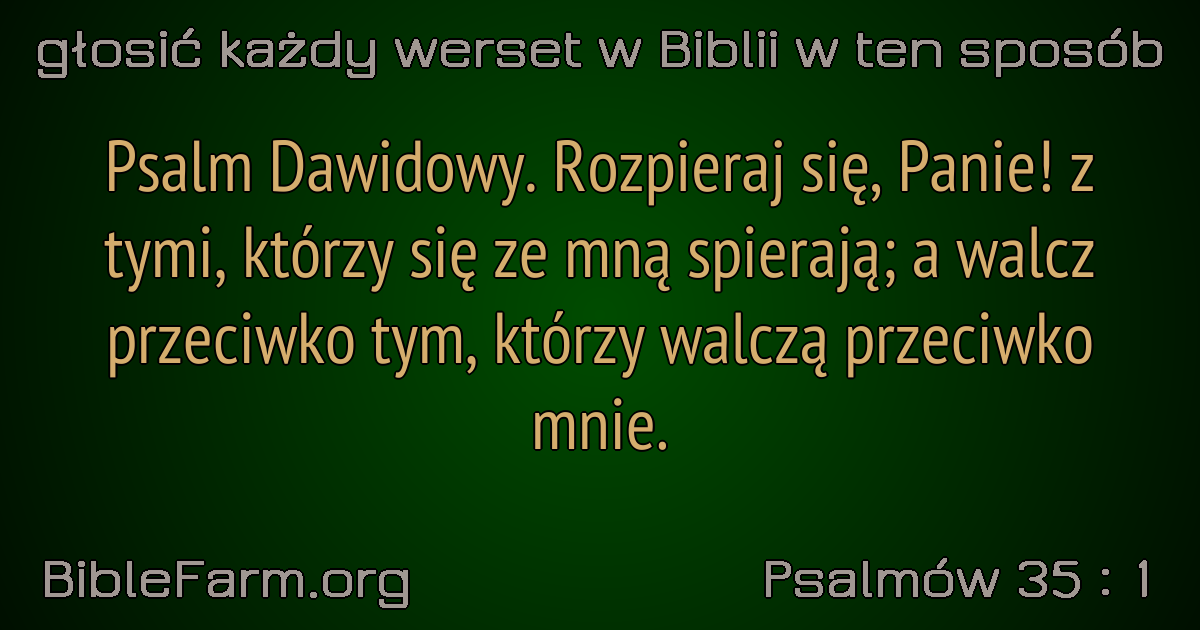 głosić każdy werset w Biblii w ten sposób
Psalm Dawidowy. Rozpieraj się, Panie! z
tymi, którzy się ze mną spierają; a walcz
przeciwko tym, którzy walczą przeciwko
mnie.
BibleFarm.org
Psalmów 35 : 1